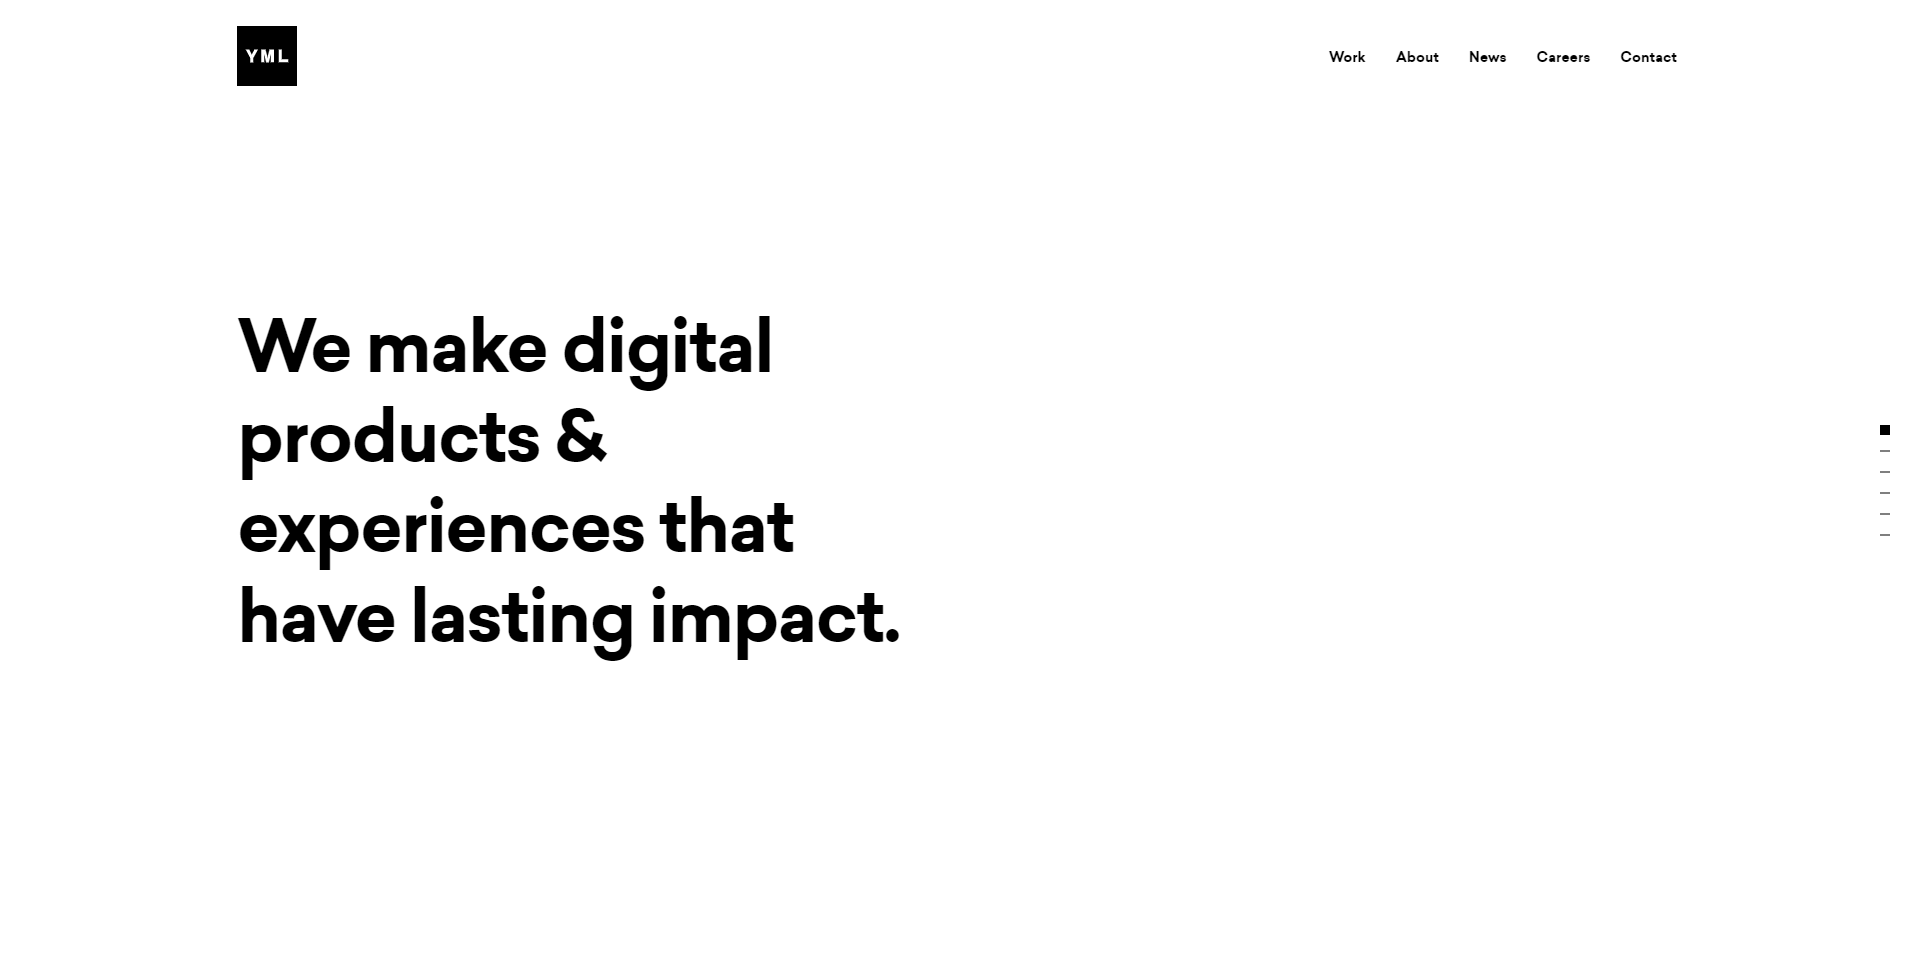 YML
Work About News Careers Contact
We make digital
products &
experiences that
have lasting impact.